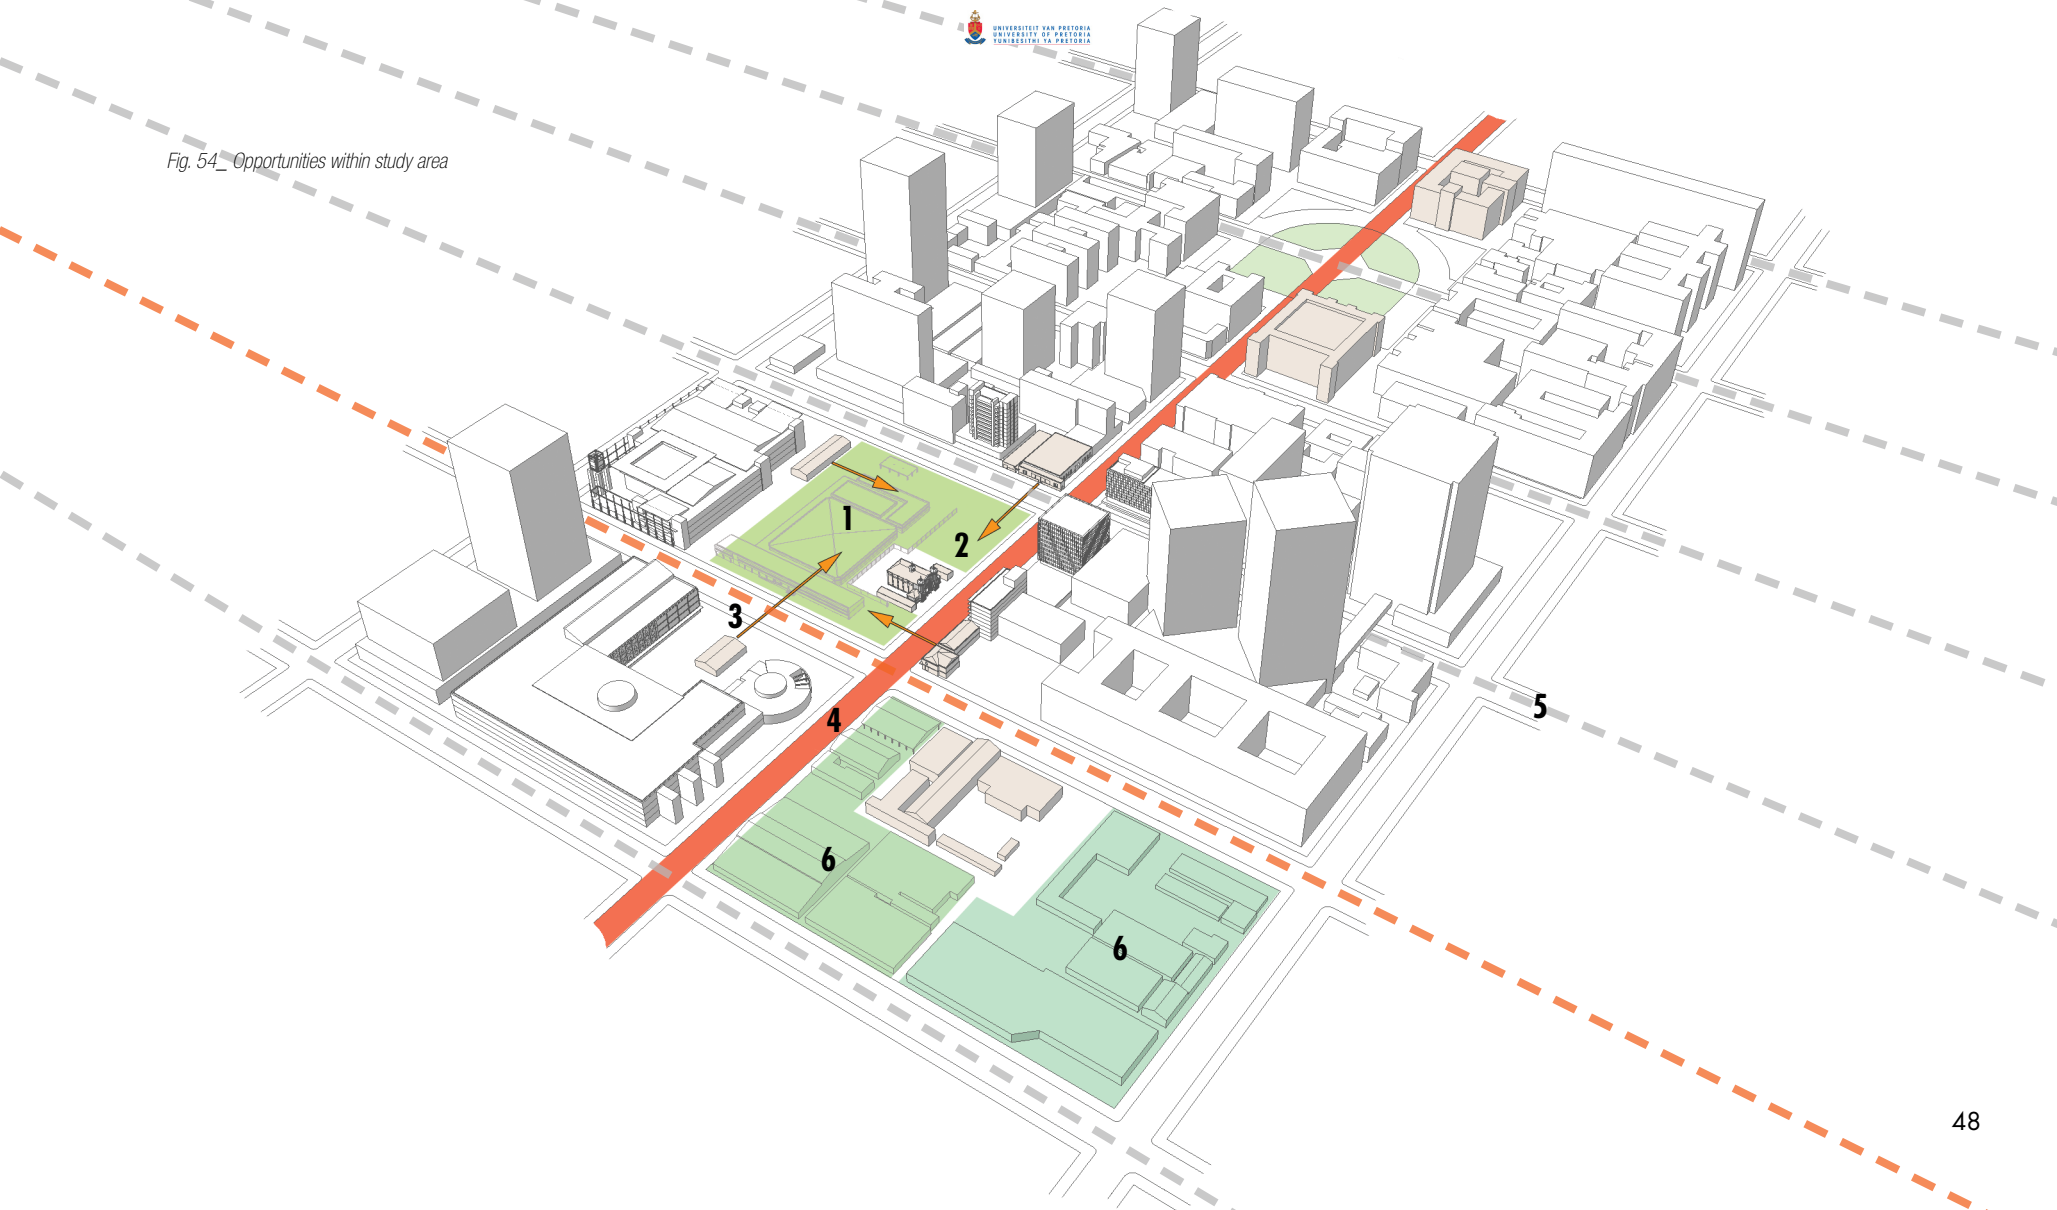 UNIVERSITEIT VAN PRETORIA
UNIVERSITY OF PRETORIA
YUNIBESITHI YA PRETORIA
Fig. 54_ Opportunities within study area
1
2
3
4
5
6
6
48